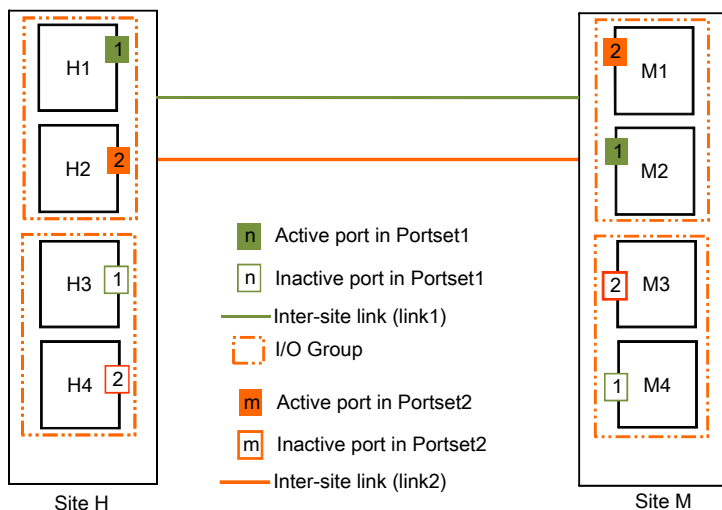 1
H1
2
H2
1
H3
2
H4
Site H
2
M1
1
M2
2
M3
1
M4
Site M
n Active port in Portset1
n Inactive port in Portset1
Inter-site link (link1)
I/O Group
m Active port in Portset2
m Inactive port in Portset2
Inter-site link (link2)